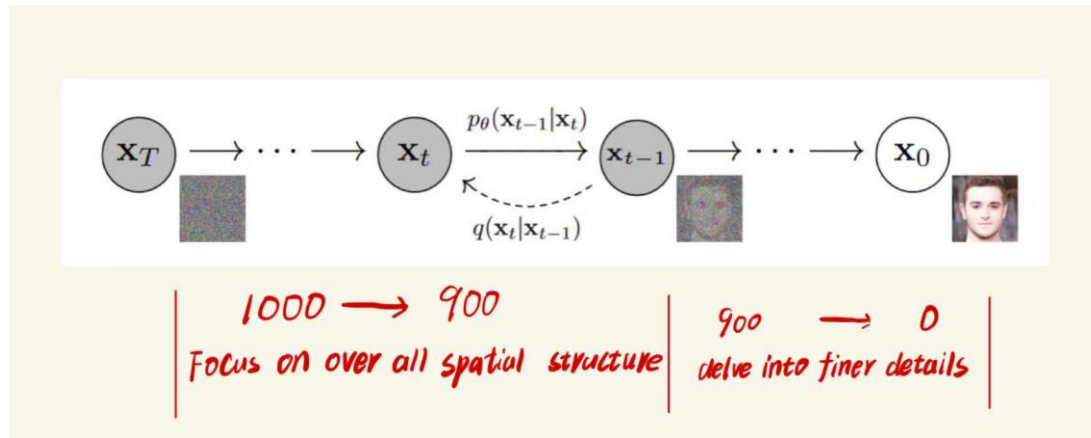 p_θ(x_{t−1}|x_t)
x_T ⟶ ··· ⟶ x_t ⟶ x_{t−1} ⟶ ··· ⟶ x_0
q(x_t|x_{t−1})
1000 → 900
Focus on over all spatial structure
900 → 0
delve into finer details